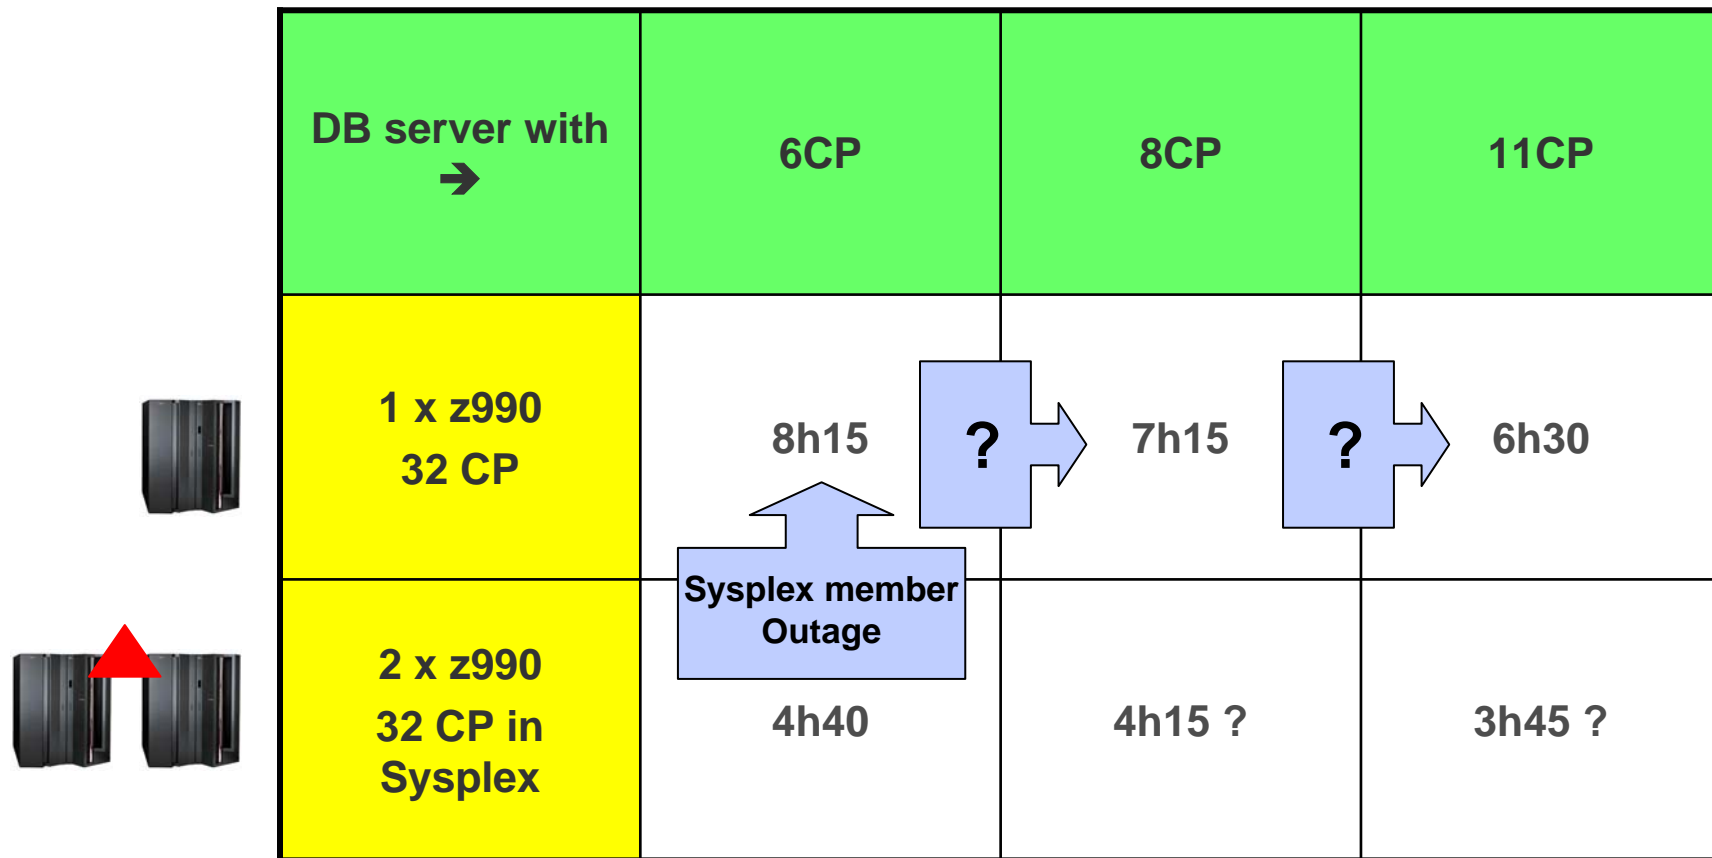 DB server with
➔
6CP
8CP
11CP
1 x z990
32 CP
8h15
?
7h15
?
6h30
Sysplex member
Outage
2 x z990
32 CP in
Sysplex
4h40
4h15 ?
3h45 ?